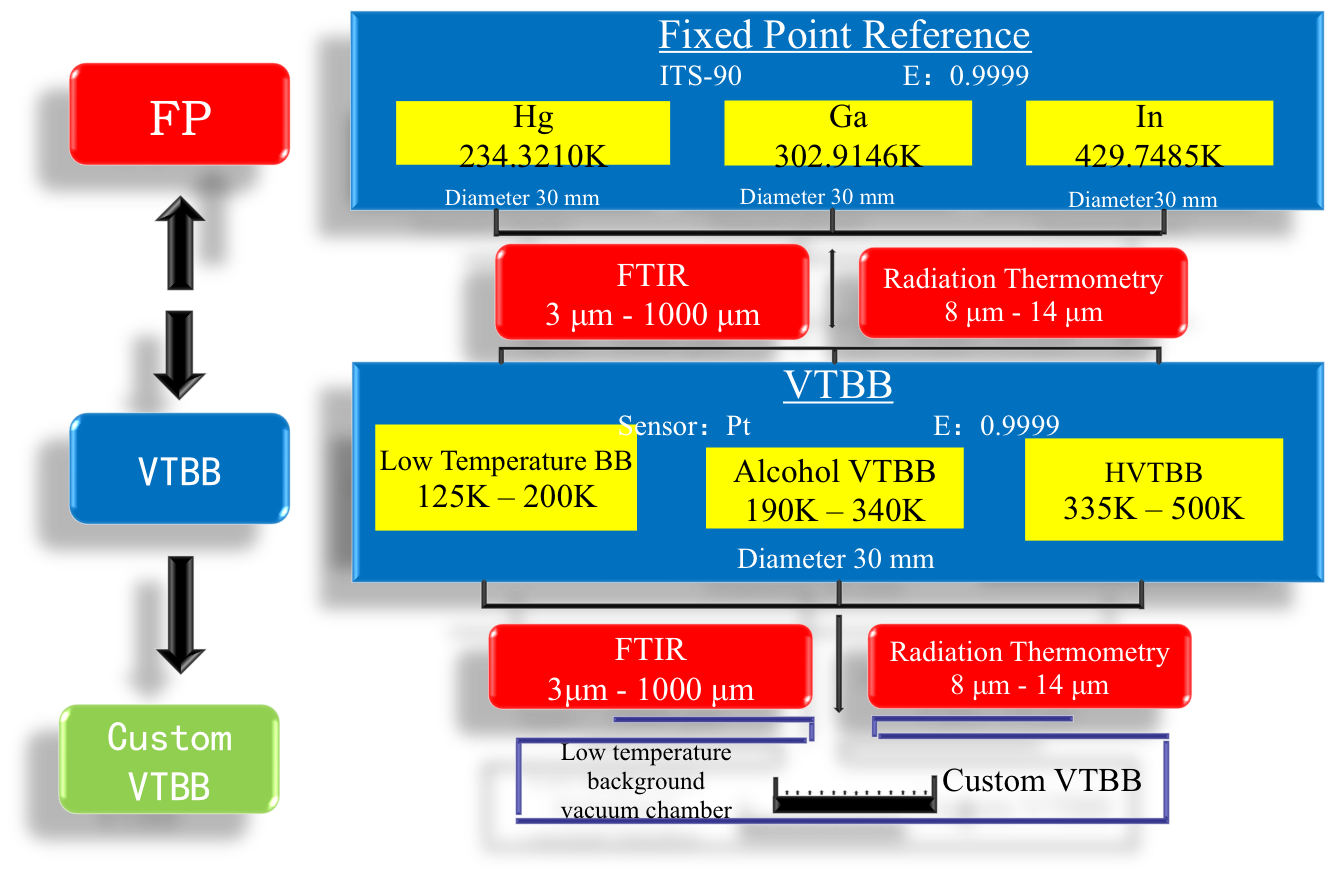 FP
VTBB
Custom
VTBB
Fixed Point Reference
ITS-90 E：0.9999
Hg
234.3210K
Diameter 30 mm
Ga
302.9146K
Diameter 30 mm
In
429.7485K
Diameter30 mm
FTIR
3 μm - 1000 μm
Radiation Thermometry
8 μm - 14 μm
VTBB
Sensor：Pt E：0.9999
Low Temperature BB
125K – 200K
Alcohol VTBB
190K – 340K
HVTBB
335K – 500K
Diameter 30 mm
FTIR
3μm - 1000 μm
Radiation Thermometry
8 μm - 14 μm
Low temperature
background
vacuum chamber
Custom VTBB